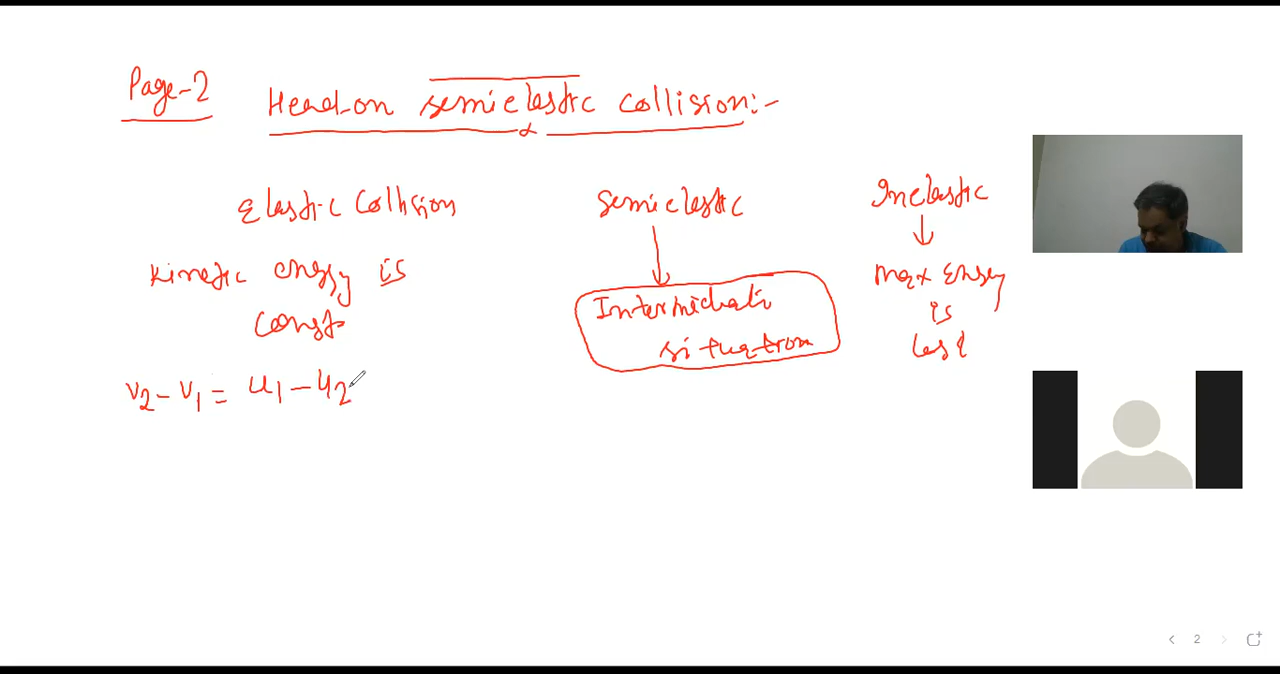 Page-2
Head-on semielastic collision:-
Elastic Collision
Kinetic energy is
const
v2 - v1 = u1 - u2
Semielastic
Intermediate
situation
Inelastic
max energy
is
lost
2